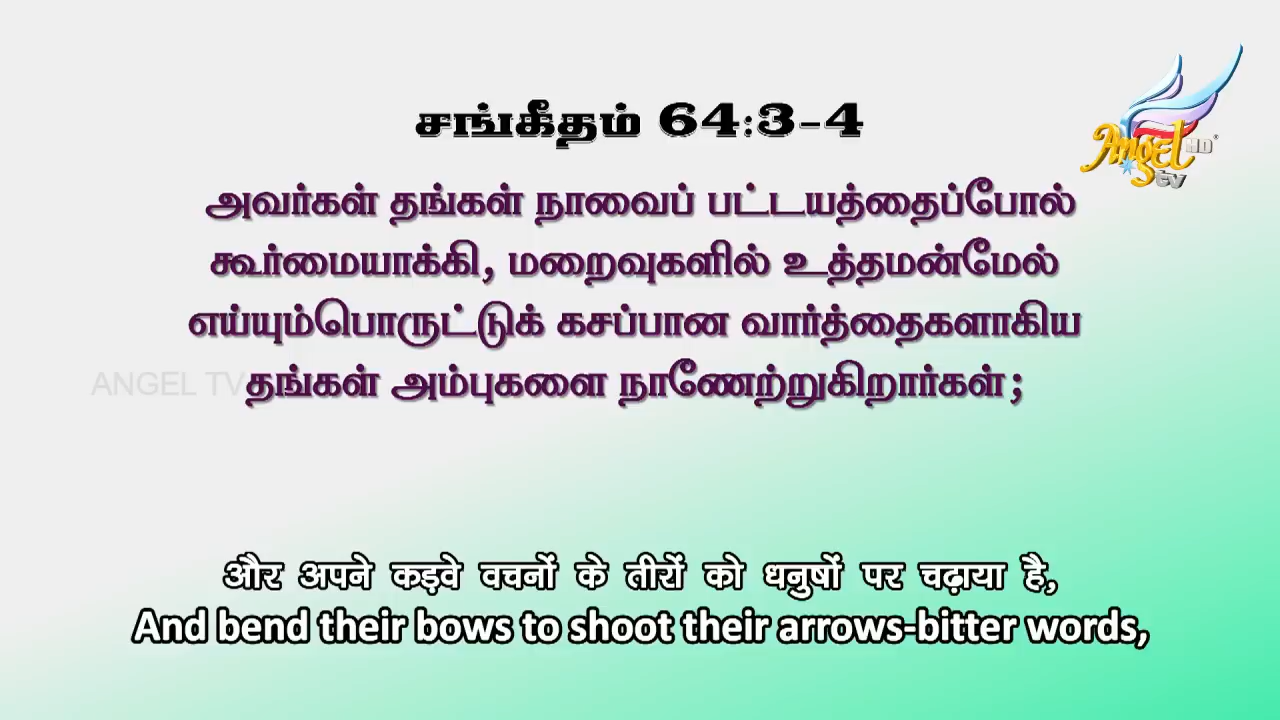 சங்கீதம் 64:3-4
Angel HD
tv
அவர்கள் தங்கள் நாவைப் பட்டயத்தைப்போல்
கூர்மையாக்கி, மறைவுகளில் உத்தமன்மேல்
எய்யும்பொருட்டுக் கசப்பான வார்த்தைகளாகிய
ANGEL TV
தங்கள் அம்புகளை நாணேற்றுகிறார்கள்;
और अपने कड़वे वचनों के तीरों को धनुषों पर चढ़ाया है,
And bend their bows to shoot their arrows-bitter words,